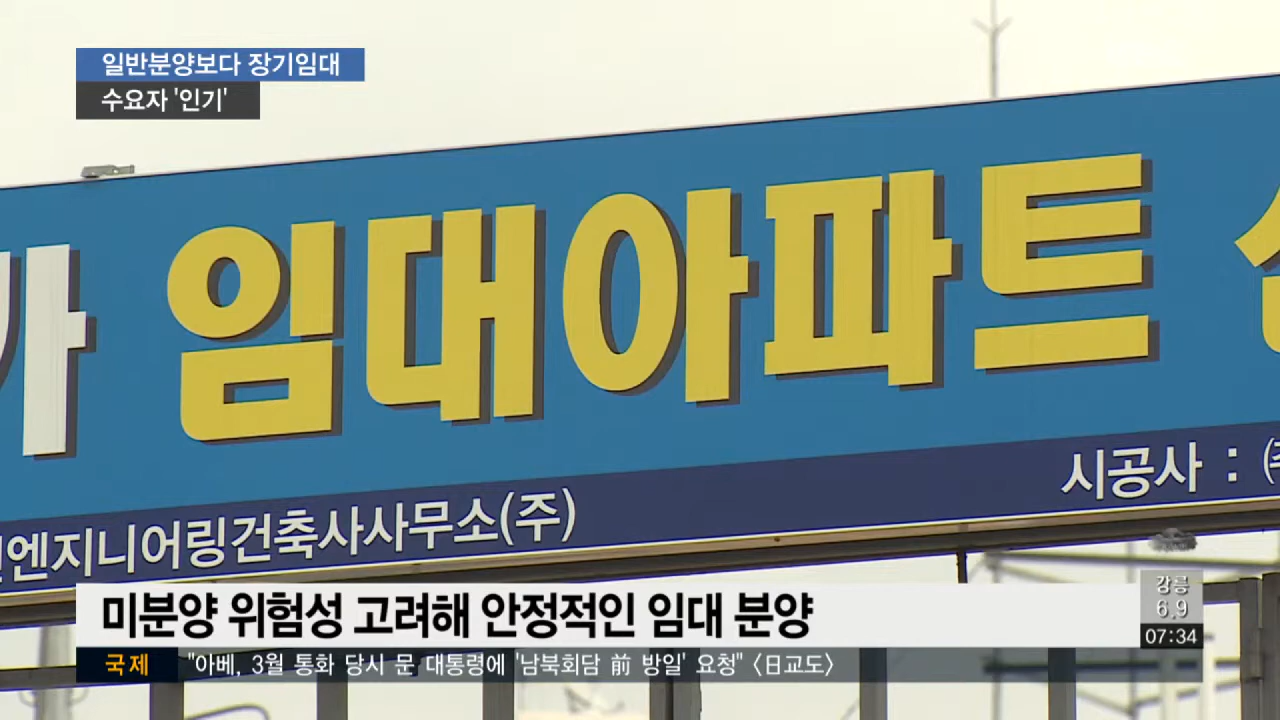 일반분양보다 장기임대
수요자 '인기'
임대아파트
엔지니어링건축사사무소(주)
시공사 :
미분양 위험성 고려해 안정적인 임대 분양
강릉
6.9
07:34
국제
"아베, 3월 통화 당시 문 대통령에 '남북회담 前 방일' 요청" <日교도>